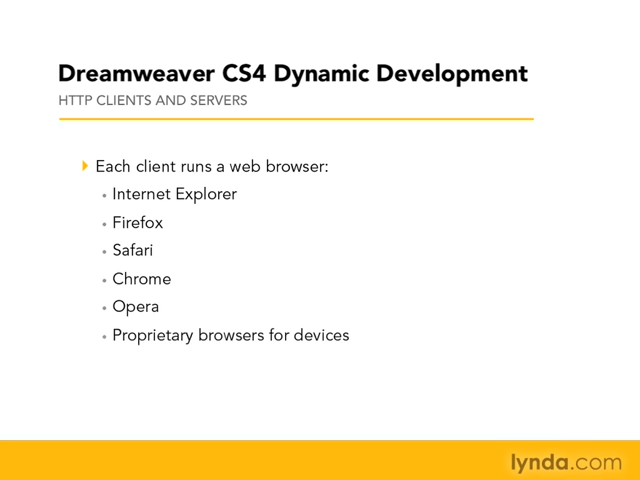 Dreamweaver CS4 Dynamic Development
HTTP CLIENTS AND SERVERS
Each client runs a web browser:
Internet Explorer
Firefox
Safari
Chrome
Opera
Proprietary browsers for devices
lynda.com